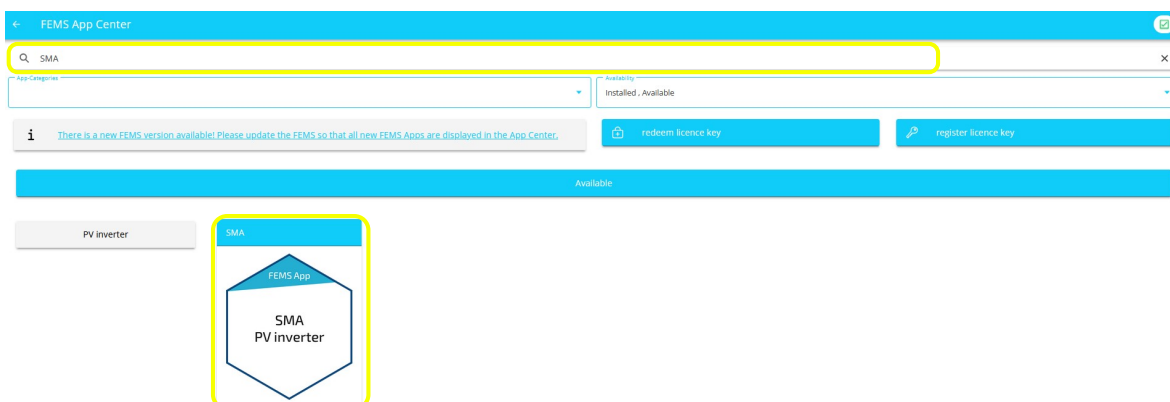 FEMS App Center
SMA
App-Categories
Availability
Installed , Available
There is a new FEMS version available! Please update the FEMS so that all new FEMS Apps are displayed in the App Center.
redeem licence key
register licence key
Available
PV inverter
SMA
FEMS App
SMA
PV inverter